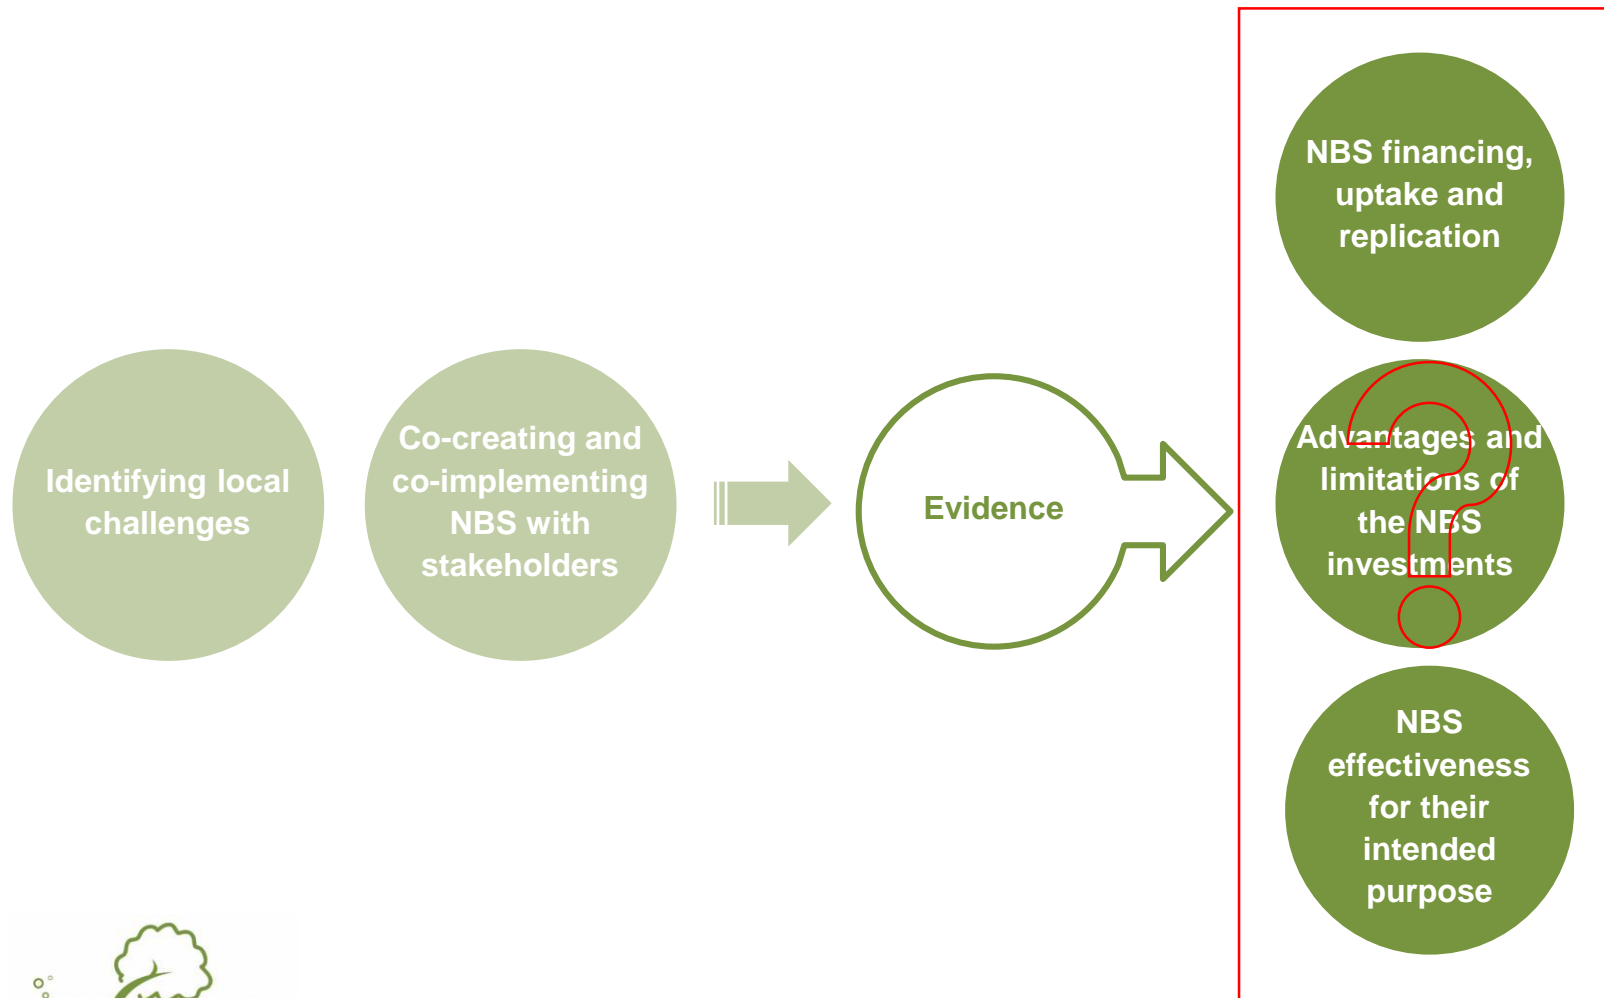 Identifying local
challenges
Co-creating and
co-implementing
NBS with
stakeholders
Evidence
NBS financing,
uptake and
replication
Advantages and
limitations of
the NBS
investments
?
NBS
effectiveness
for their
intended
purpose